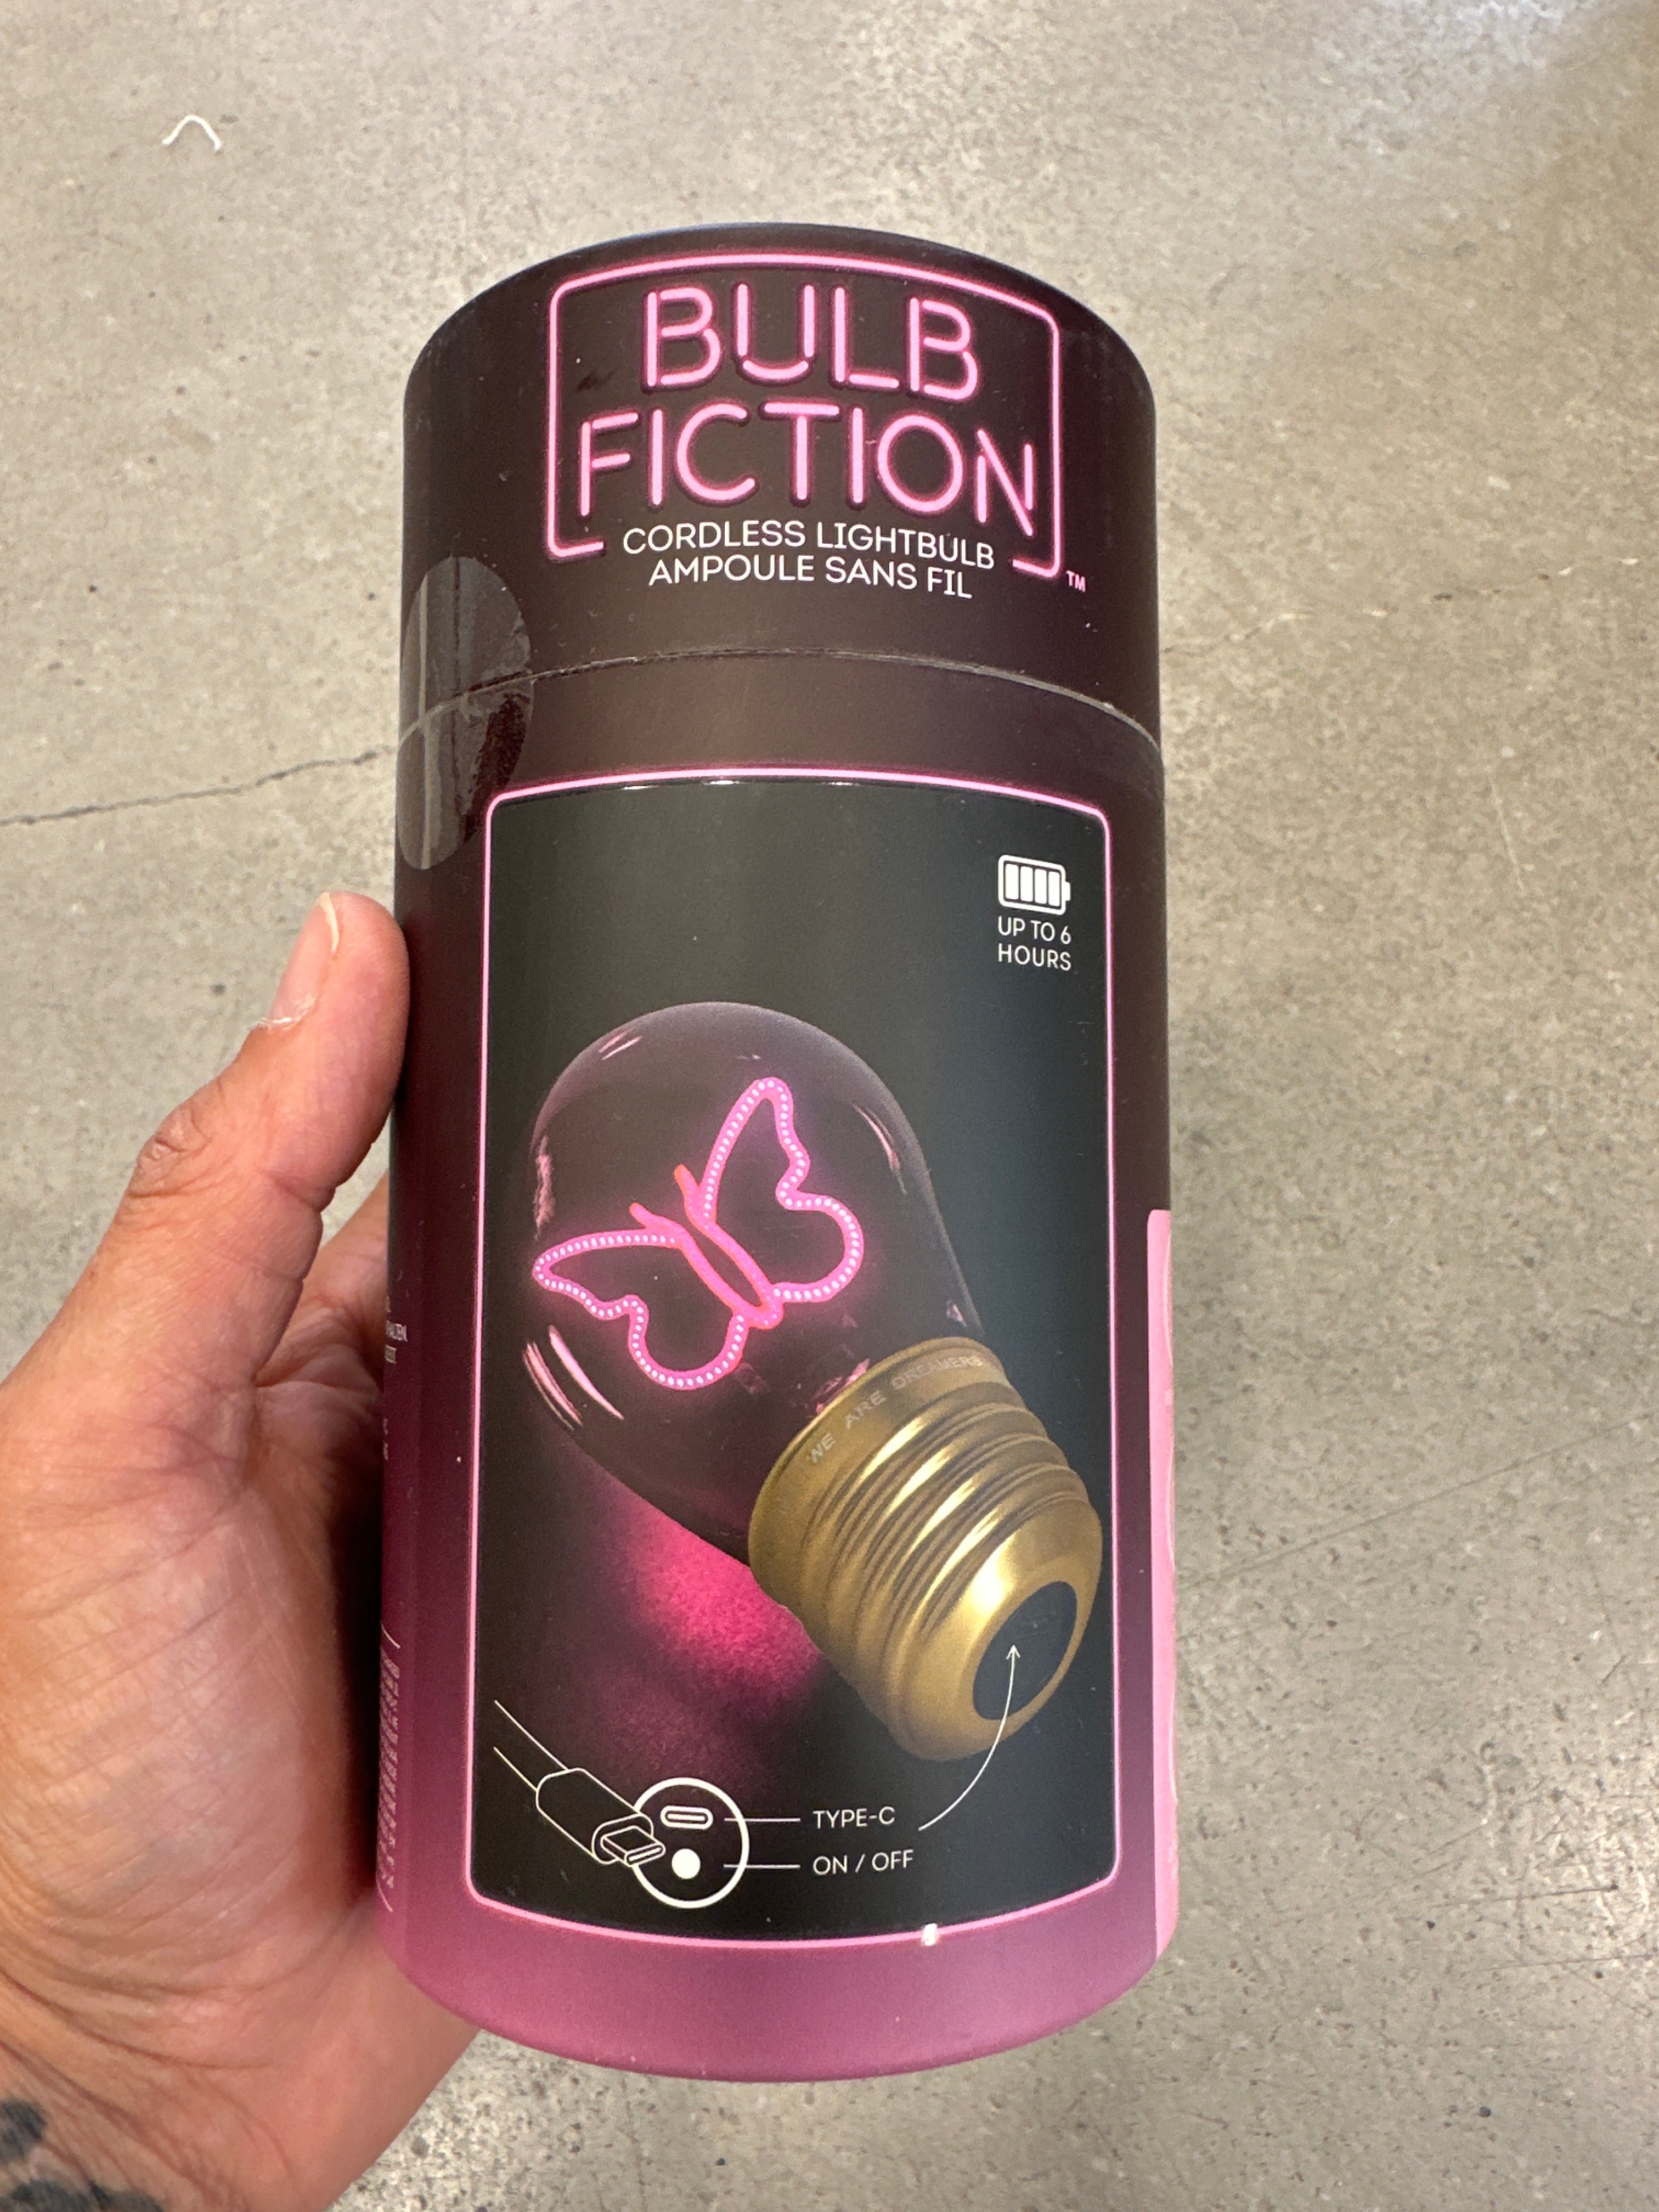 BULB
FICTION
CORDLESS LIGHTBULB
AMPOULE SANS FIL
TM
UP TO 6
HOURS
WE ARE DREAMERS
TYPE-C
ON / OFF